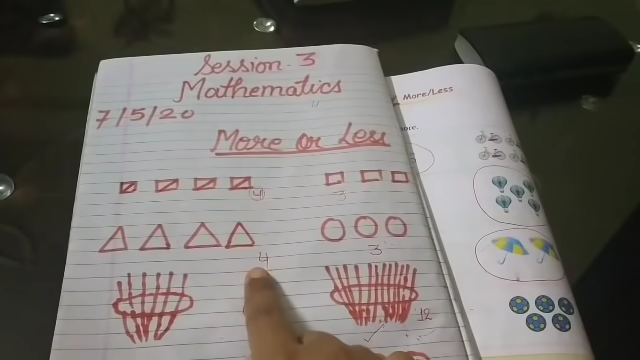 Session - 3
Mathematics
7/5/20
More or Less
4 3
4 3
12
More/Less